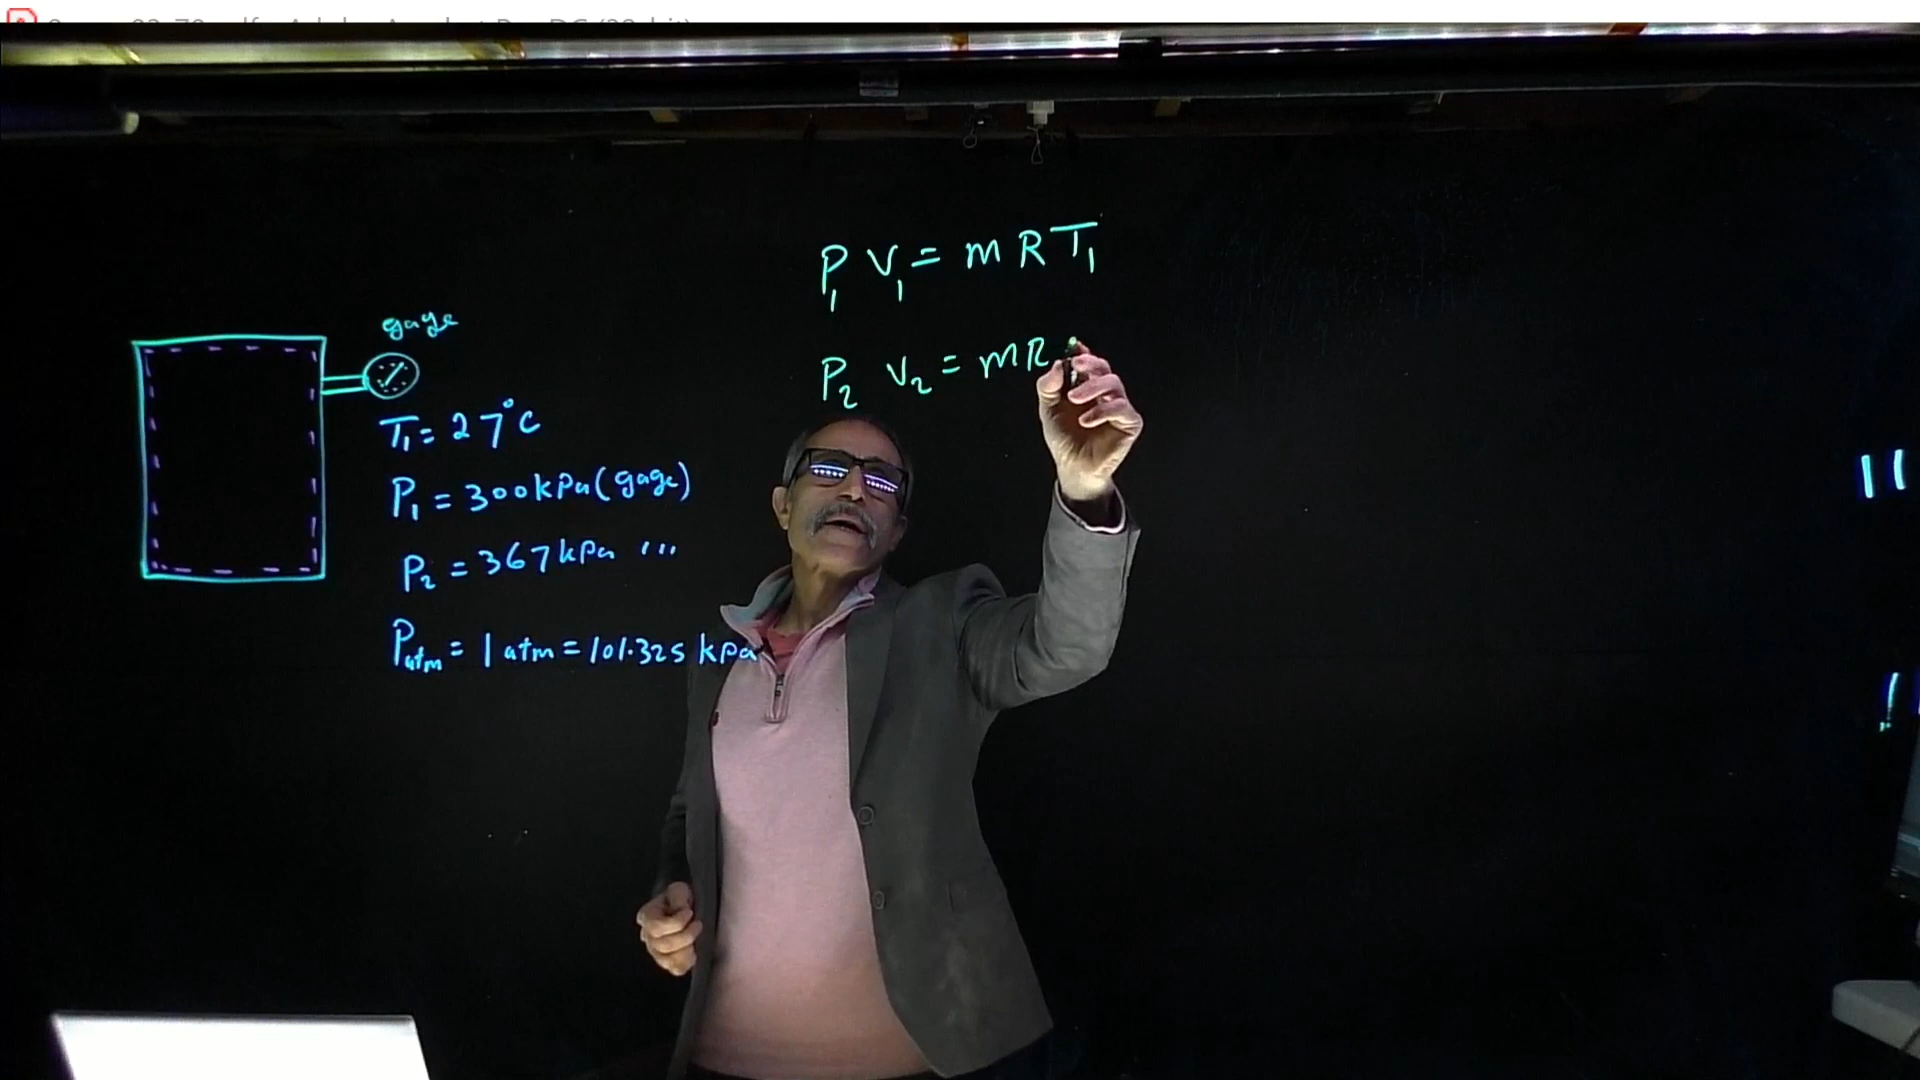 gage
T₁ = 27°C
P₁ = 300 kPa (gage)
P₂ = 367 kPa "'
Patm = 1 atm = 101.325 kPa
P₁ V₁ = m R T₁
P₂ V₂ = m R